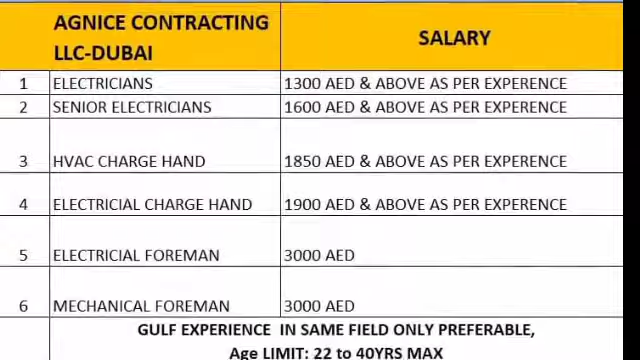 AGNICE CONTRACTING
LLC-DUBAI
SALARY
1 ELECTRICIANS 1300 AED & ABOVE AS PER EXPERENCE
2 SENIOR ELECTRICIANS 1600 AED & ABOVE AS PER EXPERENCE
3 HVAC CHARGE HAND 1850 AED & ABOVE AS PER EXPERENCE
4 ELECTRICIAL CHARGE HAND 1900 AED & ABOVE AS PER EXPERENCE
5 ELECTRICIAL FOREMAN 3000 AED
6 MECHANICAL FOREMAN 3000 AED
GULF EXPERIENCE IN SAME FIELD ONLY PREFERABLE,
Age LIMIT: 22 to 40YRS MAX